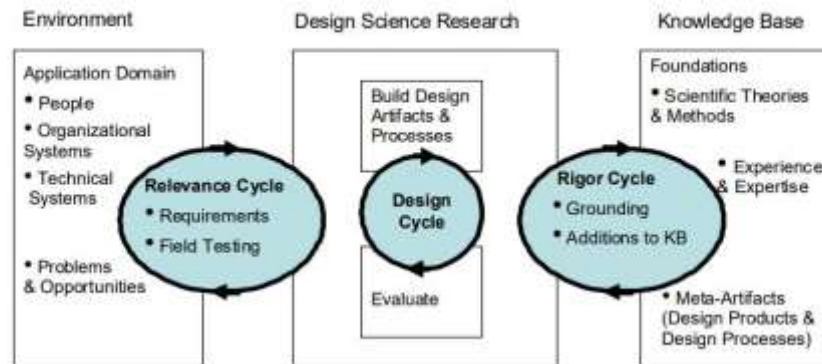 Environment
Design Science Research
Knowledge Base
Application Domain
• People
• Organizational
Systems
• Technical
Systems
• Problems
& Opportunities
Relevance Cycle
• Requirements
• Field Testing
Build Design
Artifacts &
Processes
Design
Cycle
Evaluate
Rigor Cycle
• Grounding
• Additions to KB
Foundations
• Scientific Theories
& Methods
• Experience
& Expertise
• Meta-Artifacts
(Design Products &
Design Processes)